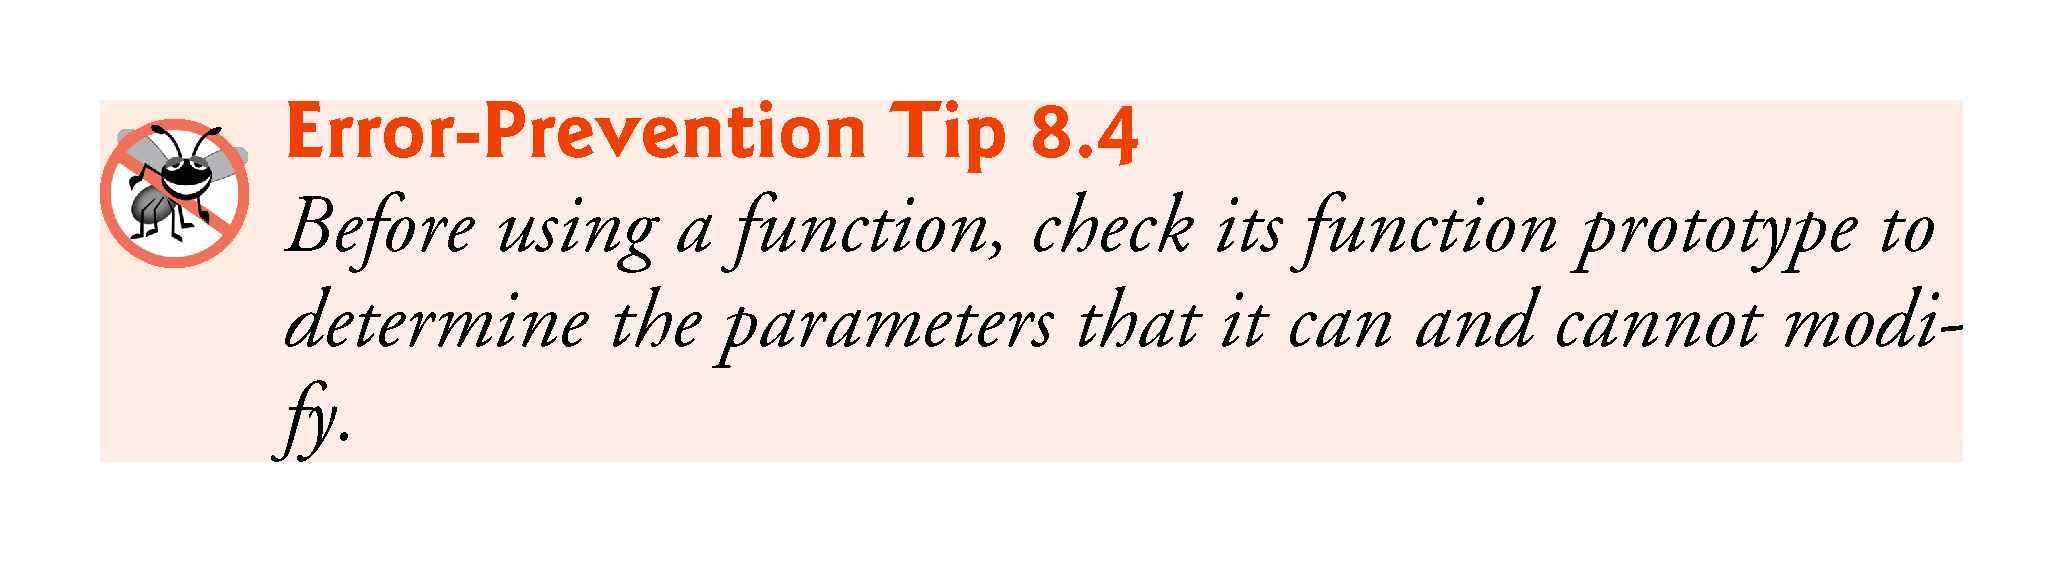 Error-Prevention Tip 8.4
Before using a function, check its function prototype to
determine the parameters that it can and cannot modi-
fy.